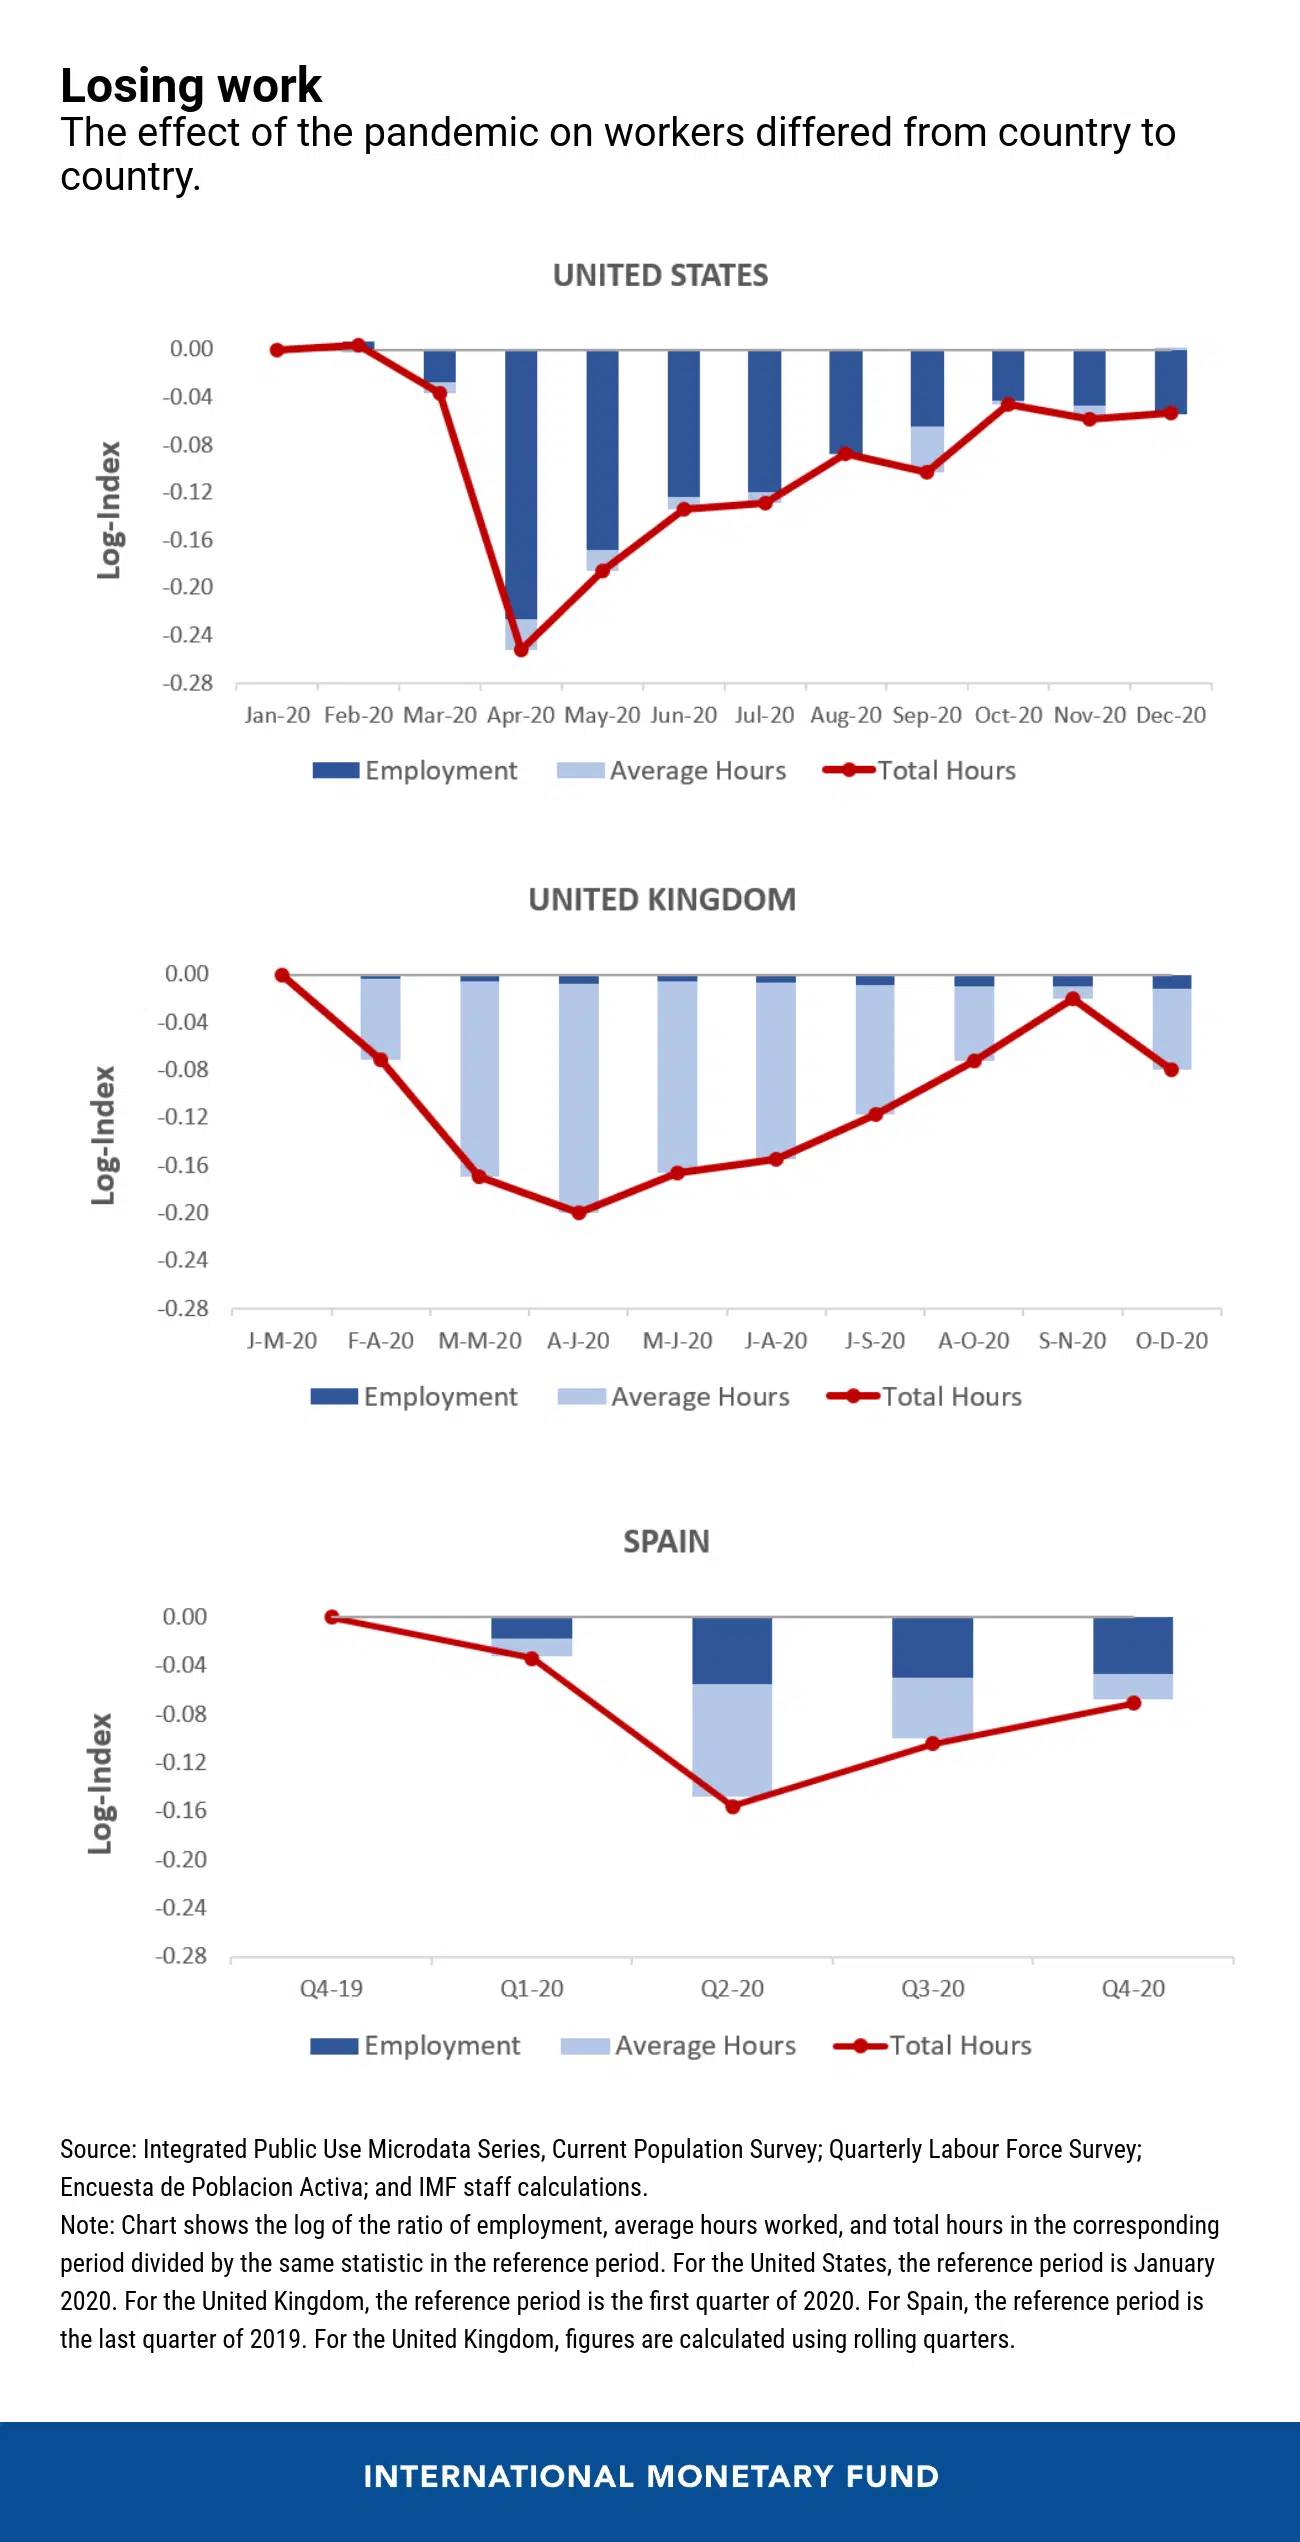 Losing work
The effect of the pandemic on workers differed from country to
country.
UNITED STATES
Log-Index
0.00
-0.04
-0.08
-0.12
-0.16
-0.20
-0.24
-0.28
Jan-20 Feb-20 Mar-20 Apr-20 May-20 Jun-20 Jul-20 Aug-20 Sep-20 Oct-20 Nov-20 Dec-20
Employment Average Hours Total Hours
UNITED KINGDOM
Log-Index
0.00
-0.04
-0.08
-0.12
-0.16
-0.20
-0.24
-0.28
J-M-20 F-A-20 M-M-20 A-J-20 M-J-20 J-A-20 J-S-20 A-O-20 S-N-20 O-D-20
Employment Average Hours Total Hours
SPAIN
Log-Index
0.00
-0.04
-0.08
-0.12
-0.16
-0.20
-0.24
-0.28
Q4-19 Q1-20 Q2-20 Q3-20 Q4-20
Employment Average Hours Total Hours
Source: Integrated Public Use Microdata Series, Current Population Survey; Quarterly Labour Force Survey;
Encuesta de Poblacion Activa; and IMF staff calculations.
Note: Chart shows the log of the ratio of employment, average hours worked, and total hours in the corresponding
period divided by the same statistic in the reference period. For the United States, the reference period is January
2020. For the United Kingdom, the reference period is the first quarter of 2020. For Spain, the reference period is
the last quarter of 2019. For the United Kingdom, figures are calculated using rolling quarters.
INTERNATIONAL MONETARY FUND